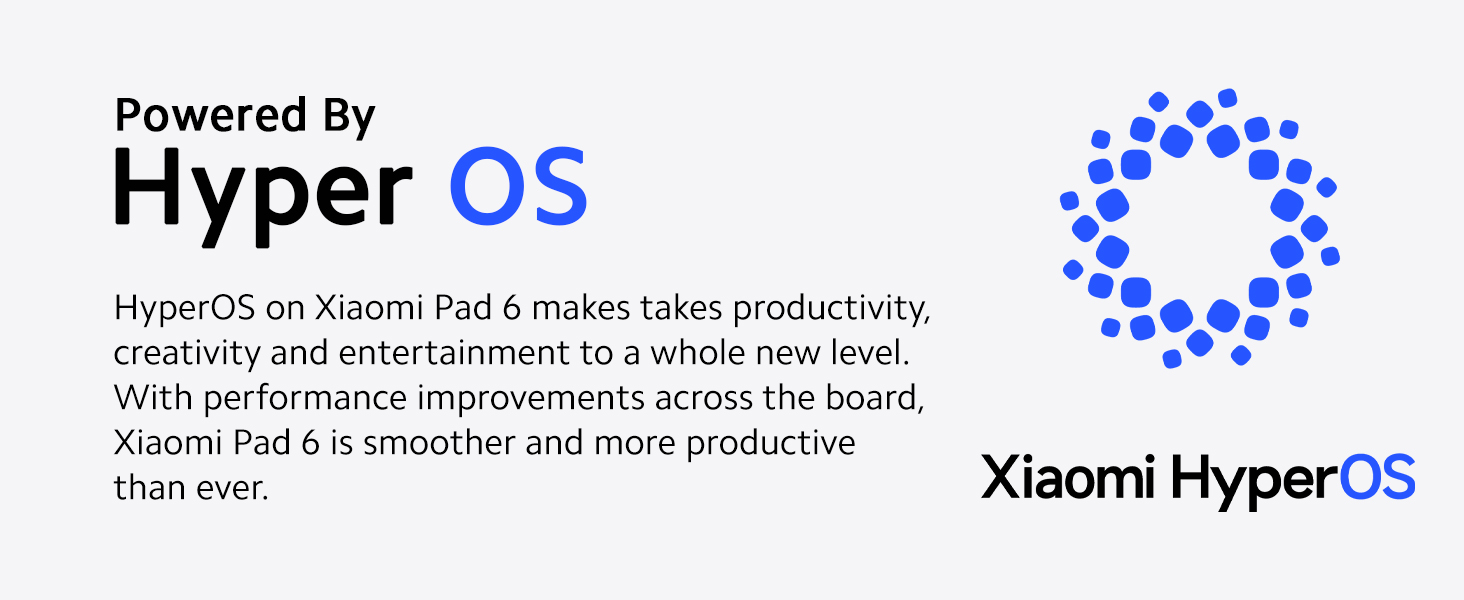 Powered By
Hyper OS
HyperOS on Xiaomi Pad 6 makes takes productivity,
creativity and entertainment to a whole new level.
With performance improvements across the board,
Xiaomi Pad 6 is smoother and more productive
than ever.
Xiaomi HyperOS